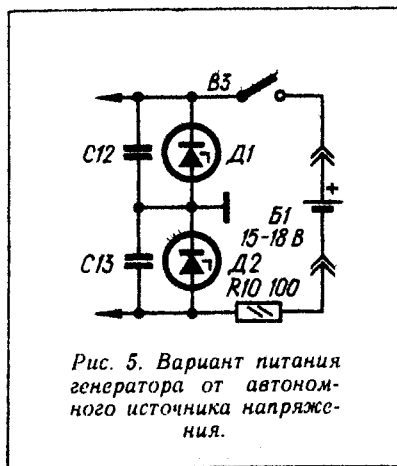 В3
С12
Д1
Б1
15-18 В
С13
Д2
R10 100
+
Рис. 5. Вариант питания
генератора от автоном-
ного источника напряже-
ния.